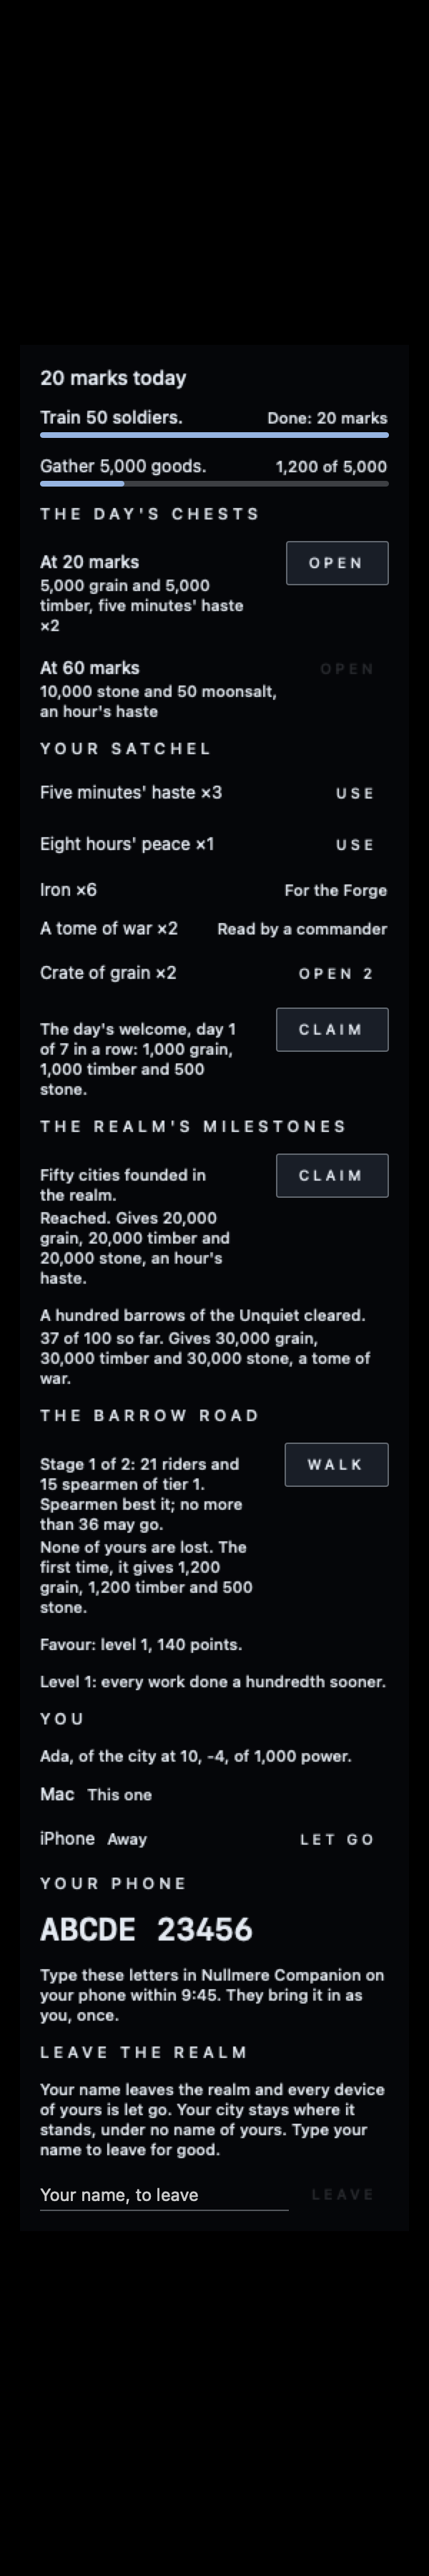 20 marks today
Train 50 soldiers. Done: 20 marks
Gather 5,000 goods. 1,200 of 5,000
THE DAY'S CHESTS
At 20 marks OPEN
5,000 grain and 5,000
timber, five minutes' haste
×2
At 60 marks OPEN
10,000 stone and 50 moonsalt,
an hour's haste
YOUR SATCHEL
Five minutes' haste ×3 USE
Eight hours' peace ×1 USE
Iron ×6 For the Forge
A tome of war ×2 Read by a commander
Crate of grain ×2 OPEN 2
The day's welcome, day 1 CLAIM
of 7 in a row: 1,000 grain,
1,000 timber and 500
stone.
THE REALM'S MILESTONES
Fifty cities founded in CLAIM
the realm.
Reached. Gives 20,000
grain, 20,000 timber and
20,000 stone, an hour's
haste.
A hundred barrows of the Unquiet cleared.
37 of 100 so far. Gives 30,000 grain,
30,000 timber and 30,000 stone, a tome of
war.
THE BARROW ROAD
Stage 1 of 2: 21 riders and WALK
15 spearmen of tier 1.
Spearmen best it; no more
than 36 may go.
None of yours are lost. The
first time, it gives 1,200
grain, 1,200 timber and 500
stone.
Favour: level 1, 140 points.
Level 1: every work done a hundredth sooner.
YOU
Ada, of the city at 10, -4, of 1,000 power.
Mac This one
iPhone Away LET GO
YOUR PHONE
ABCDE 23456
Type these letters in Nullmere Companion on
your phone within 9:45. They bring it in as
you, once.
LEAVE THE REALM
Your name leaves the realm and every device
of yours is let go. Your city stays where it
stands, under no name of yours. Type your
name to leave for good.
Your name, to leave LEAVE